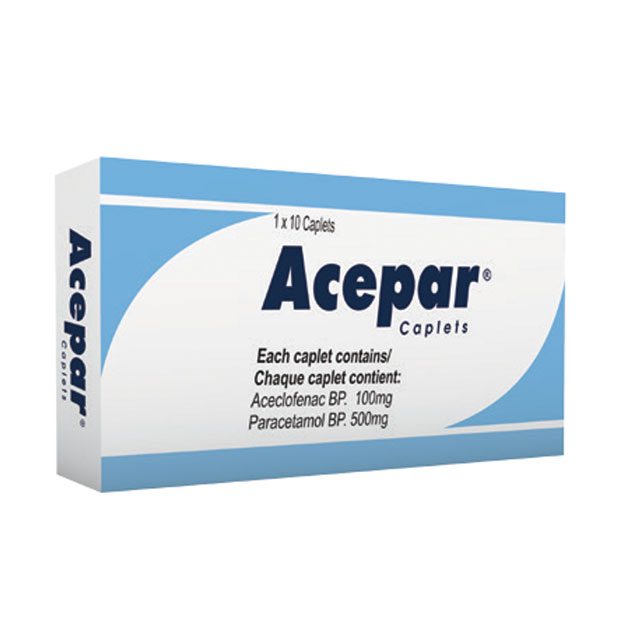 1 x 10 Caplets
Acepar®
Caplets
Each caplet contains/
Chaque caplet contient:
Aceclofenac BP. 100mg
Paracetamol BP. 500mg
Acepar®
Caplets